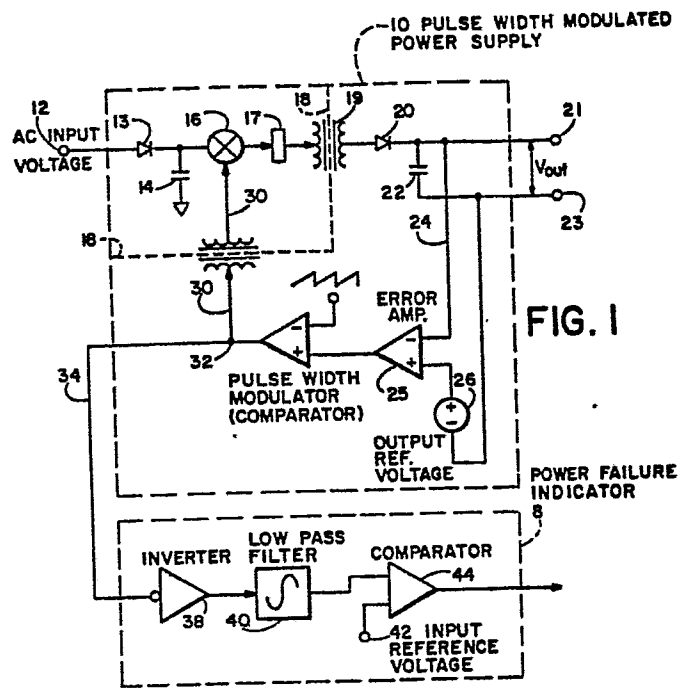 10 PULSE WIDTH MODULATED
POWER SUPPLY
12
AC INPUT
VOLTAGE
13
14
16
17
18
19
20
21
22
Vout
23
24
30
18
30
ERROR
AMP.
FIG. 1
32
34
PULSE WIDTH
MODULATOR
(COMPARATOR)
25
26
OUTPUT
REF.
VOLTAGE
POWER FAILURE
INDICATOR
8
INVERTER
LOW PASS
FILTER
COMPARATOR
38
40
44
42 INPUT
REFERENCE
VOLTAGE